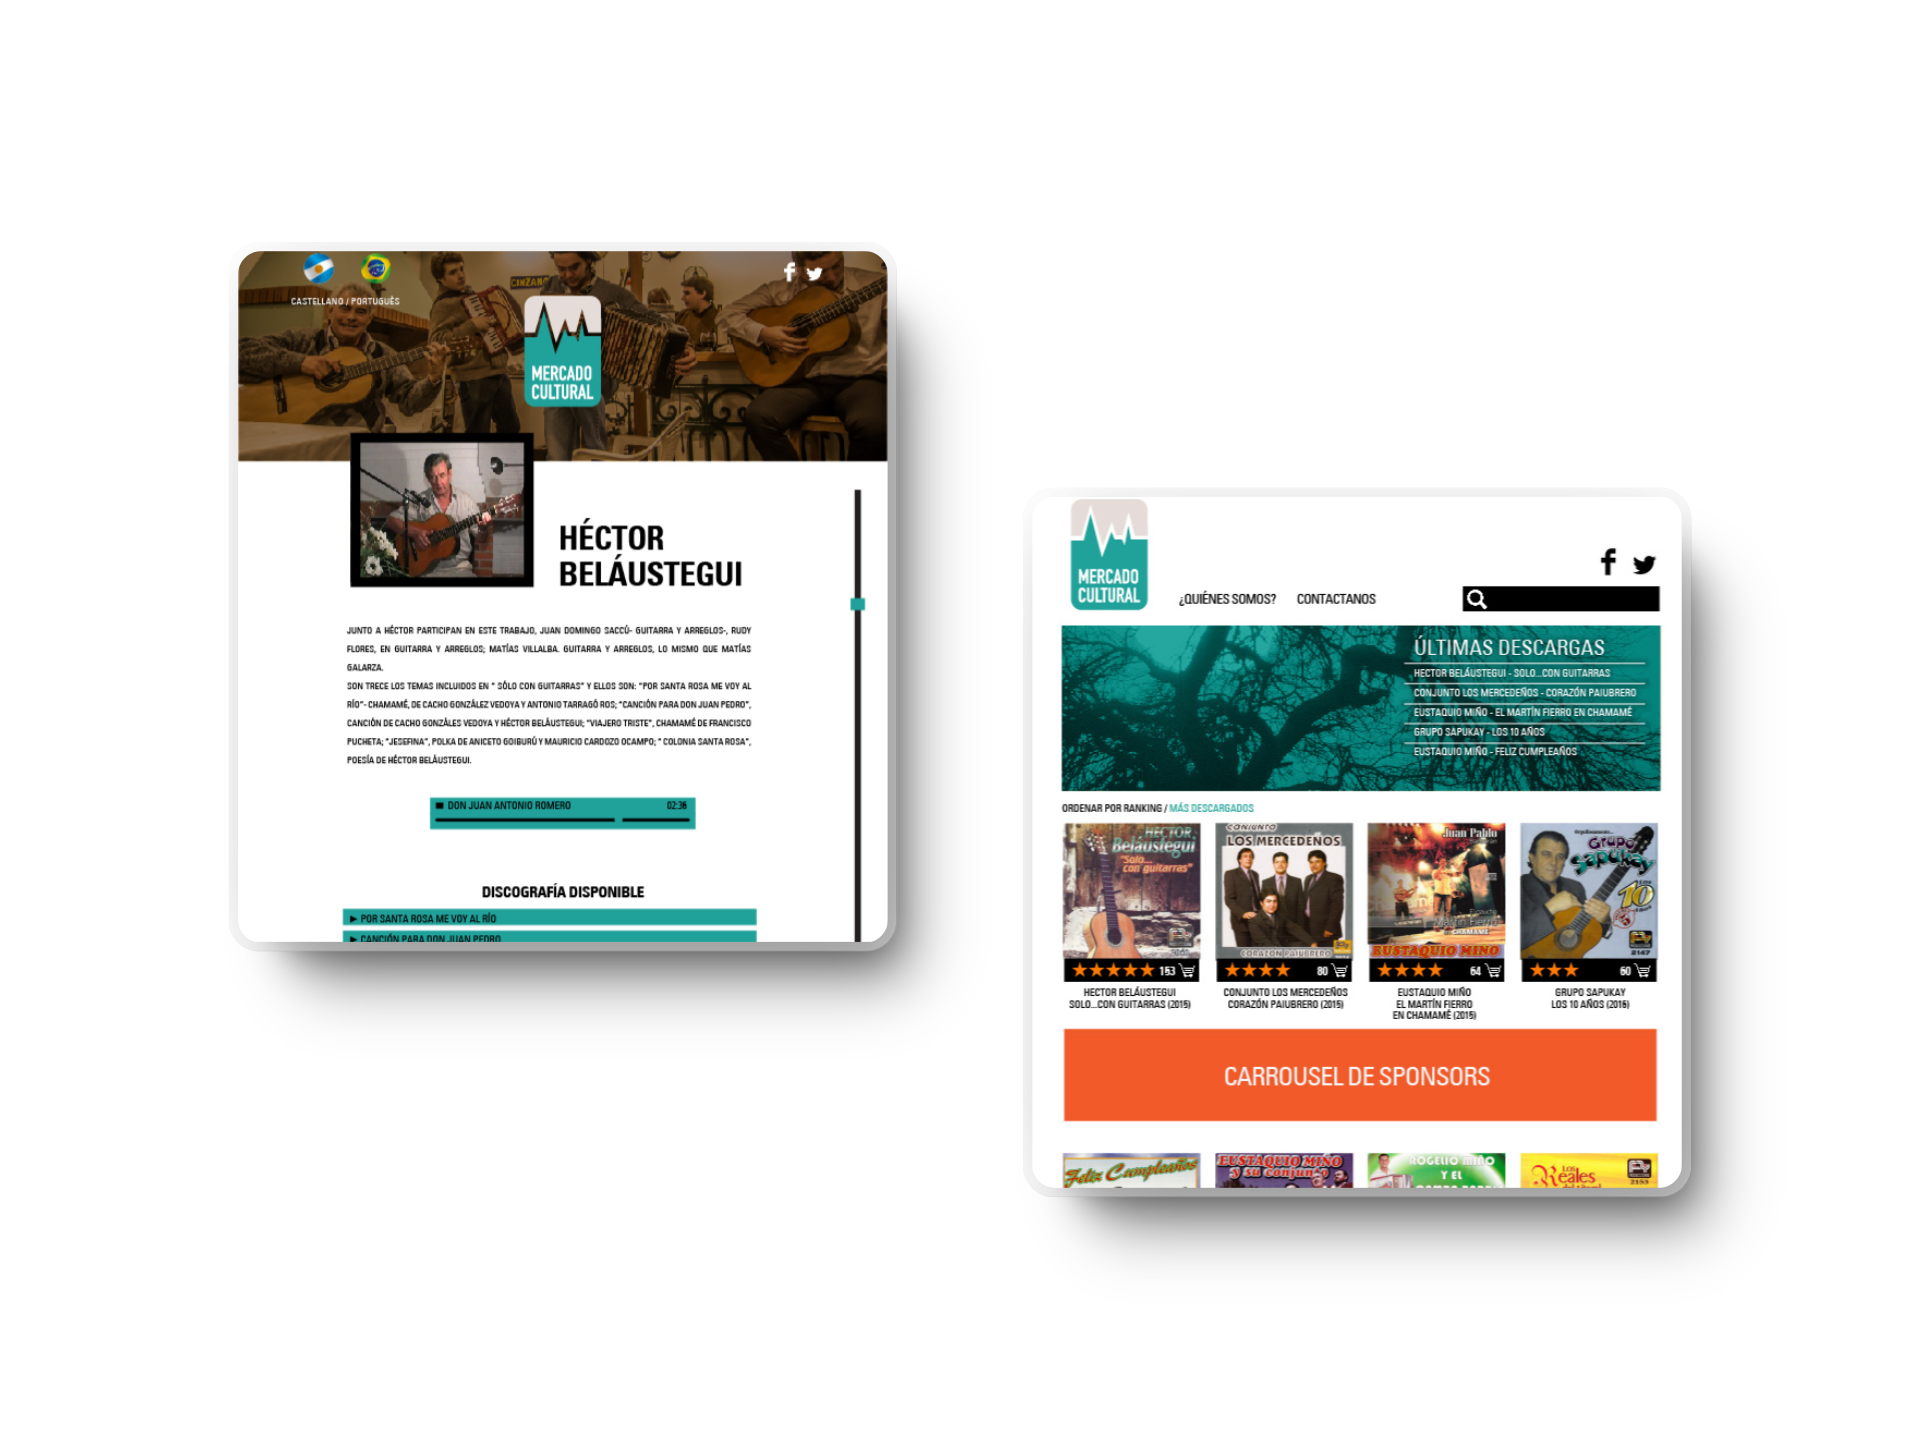 CASTELLANO / PORTUGUÊS
CINZANO
MERCADO
CULTURAL
HÉCTOR
BELÁUSTEGUI
JUNTO A HÉCTOR PARTICIPAN EN ESTE TRABAJO, JUAN DOMINGO SACCÚ- GUITARRA Y ARREGLOS-, RUDY
FLORES, EN GUITARRA Y ARREGLOS; MATÍAS VILLALBA. GUITARRA Y ARREGLOS, LO MISMO QUE MATÍAS
GALARZA.
SON TRECE LOS TEMAS INCLUIDOS EN " SÓLO CON GUITARRAS" Y ELLOS SON: "POR SANTA ROSA ME VOY AL
RÍO"- CHAMAMÉ, DE CACHO GONZÁLEZ VEDOYA Y ANTONIO TARRAGÓ ROS; "CANCIÓN PARA DON JUAN PEDRO",
CANCIÓN DE CACHO GONZÁLES VEDOYA Y HÉCTOR BELÁUSTEGUI; "VIAJERO TRISTE", CHAMAMÉ DE FRANCISCO
PUCHETA; "JESEFINA", POLKA DE ANICETO GOIBURÚ Y MAURICIO CARDOZO OCAMPO; " COLONIA SANTA ROSA",
POESÍA DE HÉCTOR BELÁUSTEGUI.
DON JUAN ANTONIO ROMERO 02:36
DISCOGRAFÍA DISPONIBLE
POR SANTA ROSA ME VOY AL RÍO
CANCIÓN PARA DON JUAN PEDRO
MERCADO
CULTURAL
¿QUIÉNES SOMOS? CONTACTANOS
ÚLTIMAS DESCARGAS
HECTOR BELÁUSTEGUI - SOLO...CON GUITARRAS
CONJUNTO LOS MERCEDEÑOS - CORAZÓN PAIUBRERO
EUSTAQUIO MIÑO - EL MARTÍN FIERRO EN CHAMAMÉ
GRUPO SAPUKAY - LOS 10 AÑOS
EUSTAQUIO MIÑO - FELIZ CUMPLEAÑOS
ORDENAR POR RANKING / MÁS DESCARGADOS
HECTOR
Beláustegui
"Solo...
con guitarras"
153
HECTOR BELÁUSTEGUI
SOLO...CON GUITARRAS (2015)
CONJUNTO
LOS MERCEDEÑOS
CORAZON PAIUBRERO
80
CONJUNTO LOS MERCEDEÑOS
CORAZÓN PAIUBRERO (2015)
Juan Pablo
Martin Fierro
CHAMAME
EUSTAQUIO MIÑO
64
EUSTAQUIO MIÑO
EL MARTÍN FIERRO
EN CHAMAMÉ (2015)
Grupo
Sapukay
10
2147
60
GRUPO SAPUKAY
LOS 10 AÑOS (2016)
CARROUSEL DE SPONSORS
Feliz Cumpleaños
EUSTAQUIO MIÑO
y su conjunto
ROGELIO MIÑO
Y EL
Los
Reales
2153